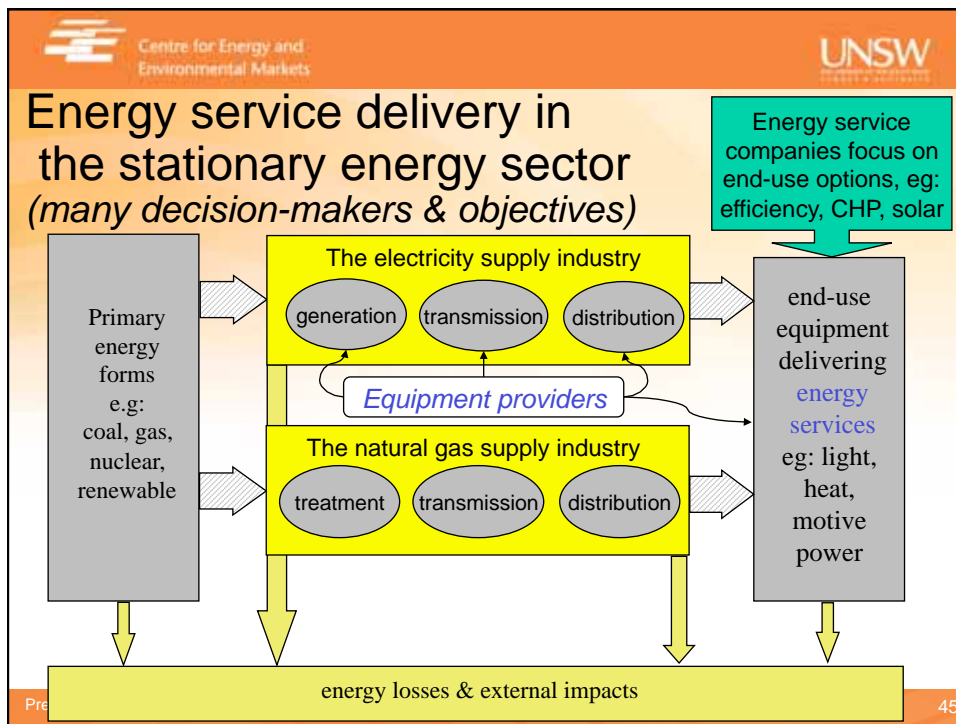 Centre for Energy and
Environmental Markets
UNSW
Energy service delivery in
the stationary energy sector
(many decision-makers & objectives)
Energy service
companies focus on
end-use options, eg:
efficiency, CHP, solar
Primary
energy
forms
e.g:
coal, gas,
nuclear,
renewable
The electricity supply industry
generation
transmission
distribution
Equipment providers
The natural gas supply industry
treatment
transmission
distribution
end-use
equipment
delivering
energy
services
eg: light,
heat,
motive
power
energy losses & external impacts
Pre
45